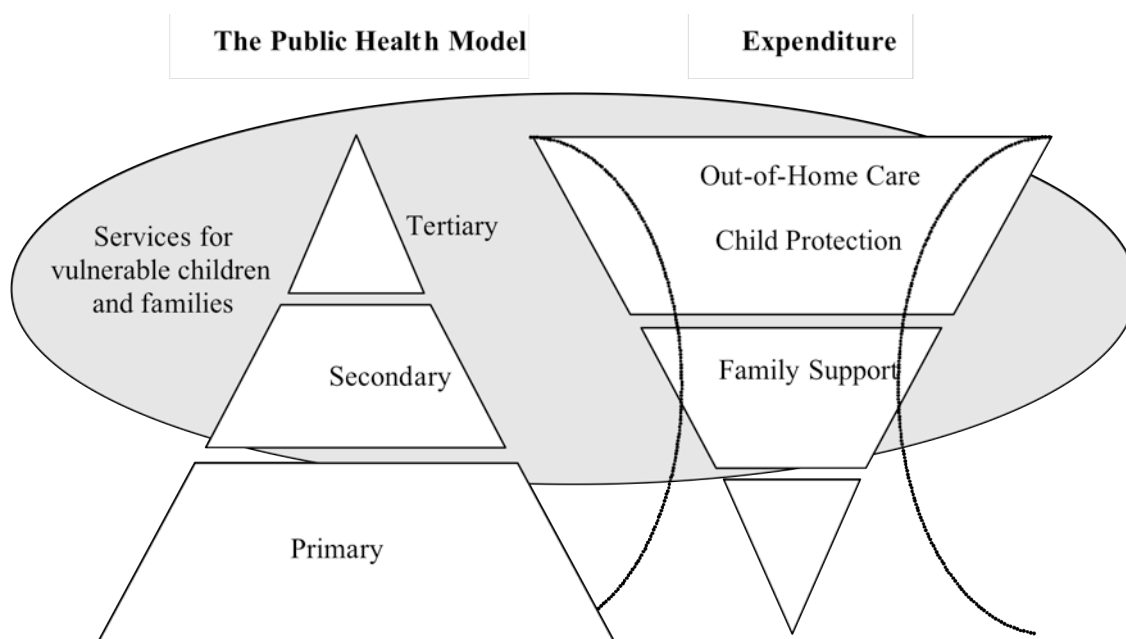 The Public Health Model
Expenditure
Services for
vulnerable children
and families
Tertiary
Secondary
Primary
Out-of-Home Care
Child Protection
Family Support